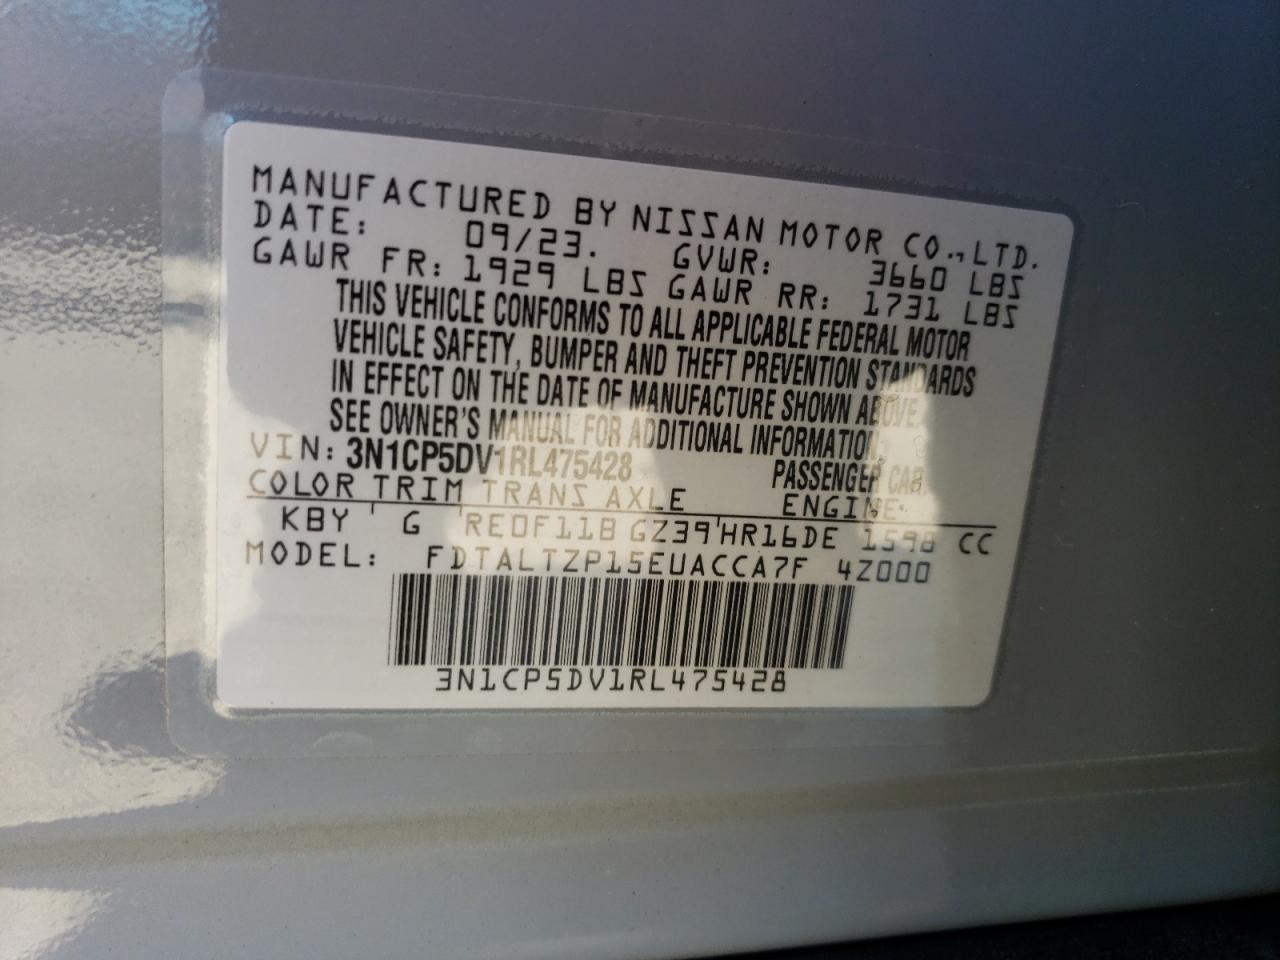 MANUFACTURED BY NISSAN MOTOR CO.,LTD.
DATE: 09/23. GVWR: 3660 LBS
GAWR FR: 1929 LBS GAWR RR: 1731 LBS
THIS VEHICLE CONFORMS TO ALL APPLICABLE FEDERAL MOTOR
VEHICLE SAFETY, BUMPER AND THEFT PREVENTION STANDARDS
IN EFFECT ON THE DATE OF MANUFACTURE SHOWN ABOVE.
SEE OWNER'S MANUAL FOR ADDITIONAL INFORMATION.
VIN: 3N1CP5DV1RL475428 PASSENGER CAR.
COLOR TRIM TRANS AXLE ENGINE
KBY G RE0F11B GZ39 HR16DE 1598 CC
MODEL: FDTALTZP15EUACCA7F 4Z000
3N1CP5DV1RL475428